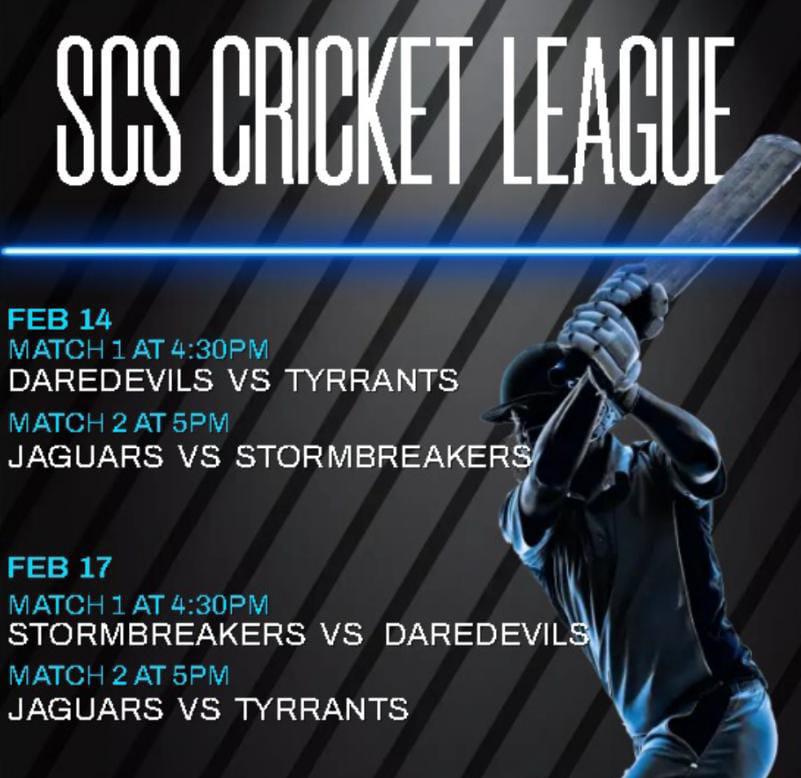 SCS CRICKET LEAGUE
FEB 14
MATCH 1 AT 4:30PM
DAREDEVILS VS TYRRANTS
MATCH 2 AT 5PM
JAGUARS VS STORMBREAKERS
FEB 17
MATCH 1 AT 4:30PM
STORMBREAKERS VS DAREDEVILS
MATCH 2 AT 5PM
JAGUARS VS TYRRANTS